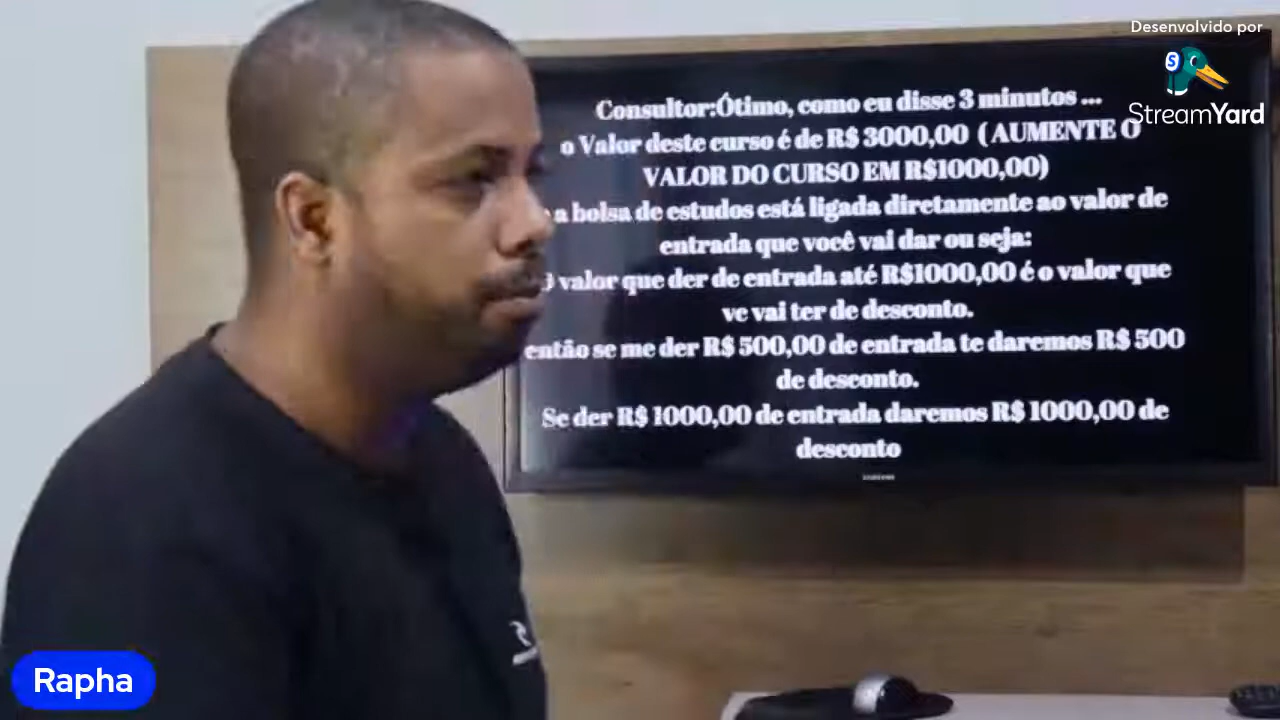 Desenvolvido por
StreamYard
Consultor:Ótimo, como eu disse 3 minutos ...
o Valor deste curso é de R$ 3000,00 (AUMENTE O
VALOR DO CURSO EM R$1000,00)
a bolsa de estudos está ligada diretamente ao valor de
entrada que você vai dar ou seja:
O valor que der de entrada até R$1000,00 é o valor que
vc vai ter de desconto.
então se me der R$ 500,00 de entrada te daremos R$ 500
de desconto.
Se der R$ 1000,00 de entrada daremos R$ 1000,00 de
desconto
SAMSUNG
Rapha